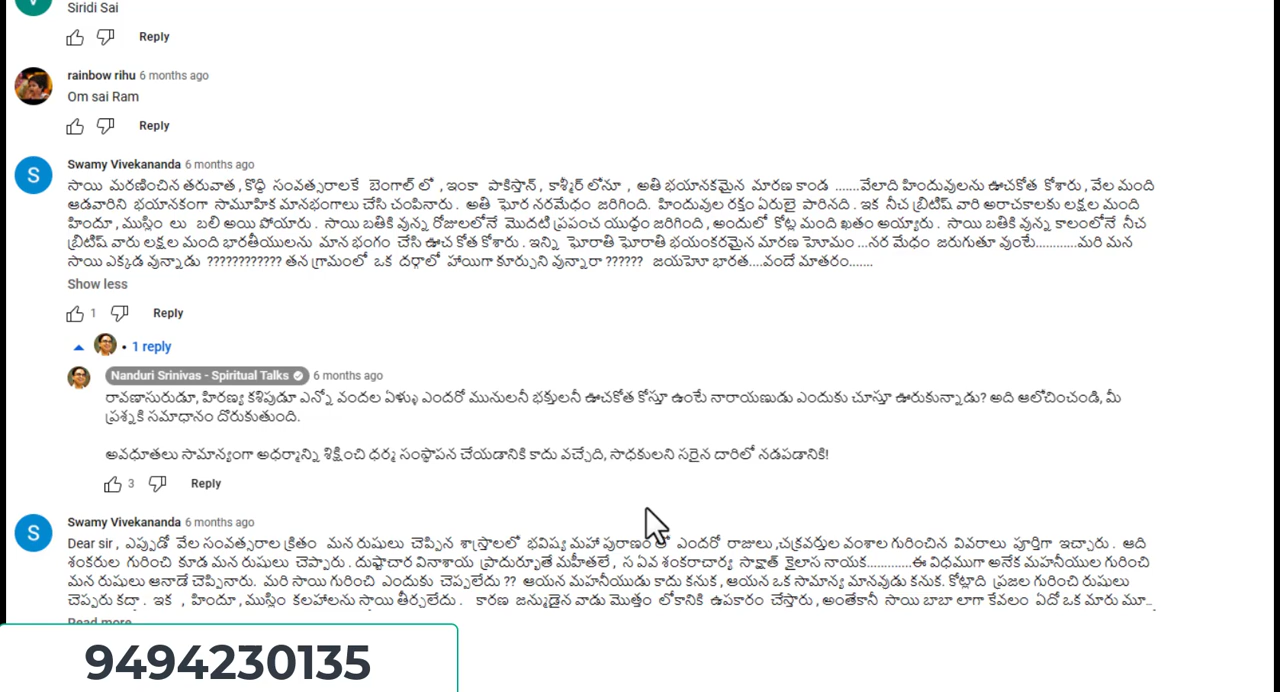 Siridi Sai
Reply
rainbow rihu 6 months ago
Om sai Ram
Reply
S
Swamy Vivekananda 6 months ago
సాయి మరణించిన తరువాత , కొద్ది సంవత్సరాలకే బెంగాల్ లో , ఇంకా పాకిస్తాన్ , కాశ్మీర్ లోనూ , అతి భయానకమైన మారణ కాండ .......వేలాది హిందువులను ఊచకోత కోశారు , వేల మంది
ఆడవారిని భయానకంగా సామూహిక మానభంగాలు చేసి చంపినారు . అతి ఘోర నరమేధం జరిగింది. హిందువుల రక్తం ఏరులై పారినది . ఇక నీచ బ్రిటిష్ వారి అరాచకాలకు లక్షల మంది
హిందూ , ముస్లిం లు బలి అయి పోయారు . సాయి బతికి వున్న రోజులలోనే మొదటి ప్రపంచ యుద్ధం జరిగింది , అందులో కోట్ల మంది ఖతం అయ్యారు . సాయి బతికి వున్న కాలంలోనే నీచ
బ్రిటిష్ వారు లక్షల మంది భారతీయులను మాన భంగం చేసి ఊచ కోత కోశారు . ఇన్ని ఘోరాతి ఘోరాతి భయంకరమైన మారణ హెూమం ...నర మేధం జరుగుతూ వుంటే............మరి మన
సాయి ఎక్కడ వున్నాడు ???????????? తన గ్రామంలో ఒక దర్గాలో హాయిగా కూర్చుని వున్నారా ?????? జయహెూ భారత....వందే మాతరం.......
Show less
1 Reply
• 1 reply
Nanduri Srinivas - Spiritual Talks 6 months ago
రావణాసురుడూ, హిరణ్య కశిపుడూ ఎన్నో వందల ఏళ్ళు ఎందరో మునులనీ భక్తులనీ ఊచకోత కోస్తూ ఉంటే నారాయణుడు ఎందుకు చూస్తూ ఊరుకున్నాడు? అది ఆలోచించండి, మీ
ప్రశ్నకి సమాధానం దొరుకుతుంది.
అవధూతలు సామాన్యంగా అధర్మాన్ని శిక్షించి ధర్మ సంస్థాపన చేయడానికి కాదు వచ్చేది, సాధకులని సరైన దారిలో నడపడానికి!
3 Reply
S
Swamy Vivekananda 6 months ago
Dear sir , ఎప్పుడో వేల సంవత్సరాల క్రితం మన రుషులు చెప్పిన శాస్త్రాలలో భవిష్య మహా పురాణం లో ఎందరో రాజులు ,చక్రవర్తుల వంశాల గురించిన వివరాలు పూర్తిగా ఇచ్చారు . ఆది
శంకరుల గురించి కూడ మన రుషులు చెప్పారు . దుష్టాచార వినాశాయ ప్రాదుర్భూతో మహీతలే , స ఏవ శంకరాచార్య సాక్షాత్ కైలాస నాయక............ఈ విధముగా అనేక మహనీయుల గురించి
మన రుషులు ఆనాడే చెప్పినారు. మరి సాయి గురించి ఎందుకు చెప్పలేదు ?? ఆయన మహనీయుడు కాదు కనుక , ఆయన ఒక సామాన్య మానవుడు కనుక. కోట్లాది ప్రజల గురించి రుషులు
చెప్పరు కదా . ఇక , హిందూ , ముస్లిం కలహాలను సాయి తీర్చలేదు . కారణ జన్ముడైన వాడు మొత్తం లోకానికి ఉపకారం చేస్తారు , అంతేకానీ సాయి బాబా లాగా కేవలం ఏదో ఒక మారు మూ...
Read more
9494230135